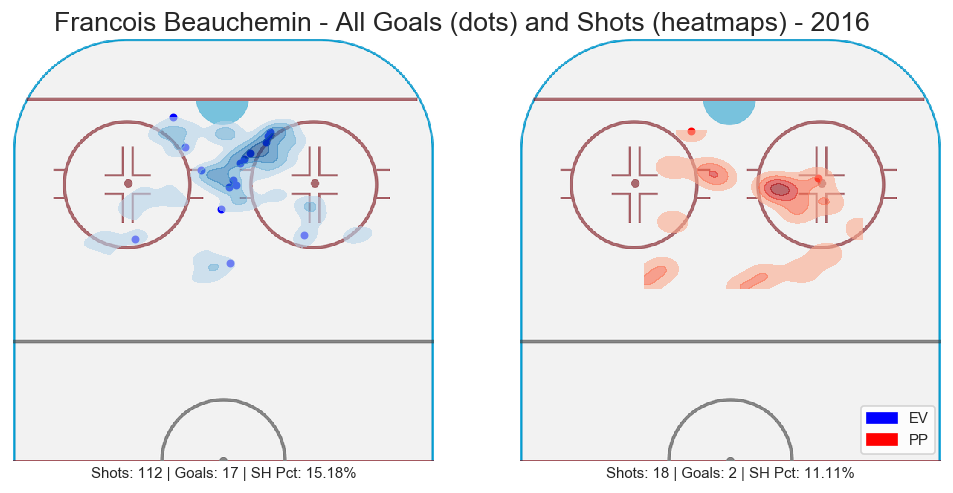 Francois Beauchemin - All Goals (dots) and Shots (heatmaps) - 2016
EV
PP
Shots: 112 | Goals: 17 | SH Pct: 15.18%
Shots: 18 | Goals: 2 | SH Pct: 11.11%